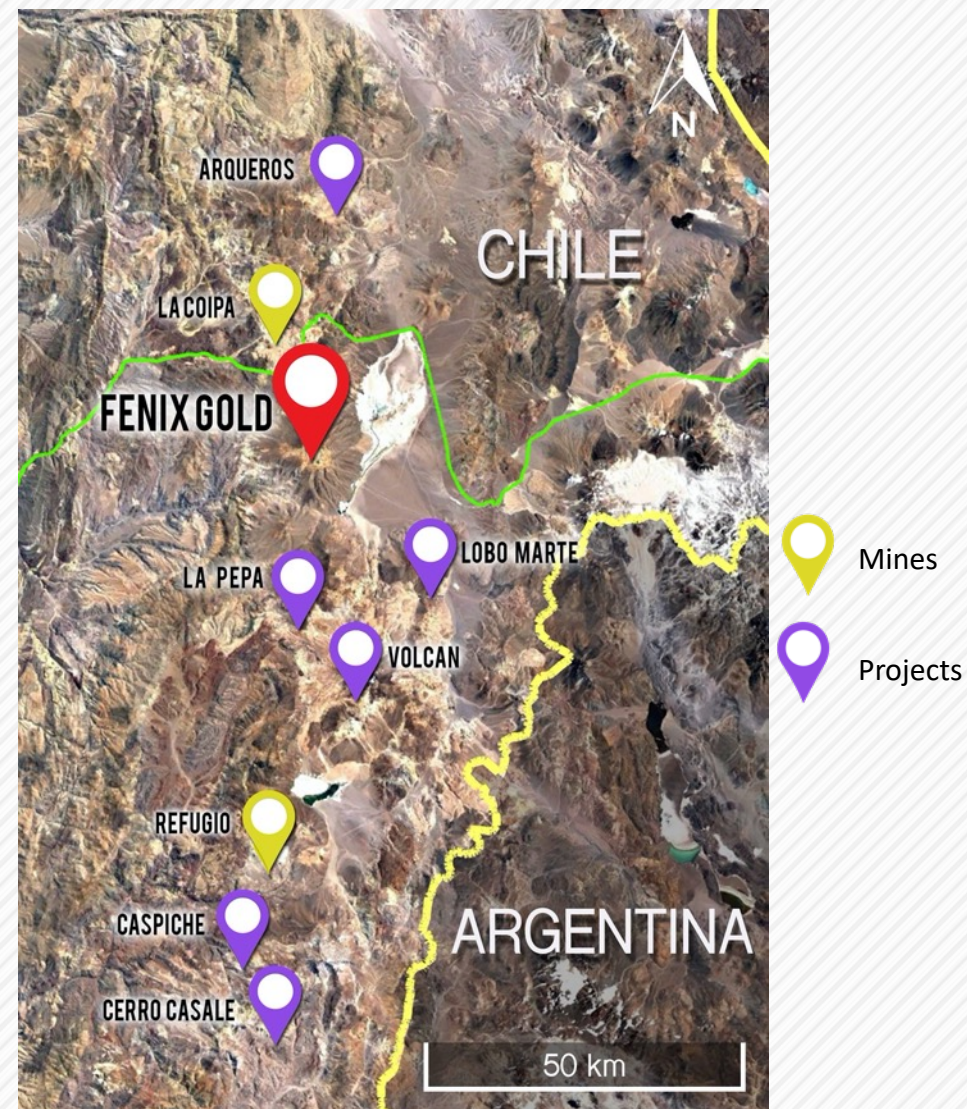 N
ARQUEROS
CHILE
LA COIPA
FENIX GOLD
LOBO MARTE
Mines
LA PEPA
VOLCAN
Projects
REFUGIO
CASPICHE
ARGENTINA
CERRO CASALE
50 km